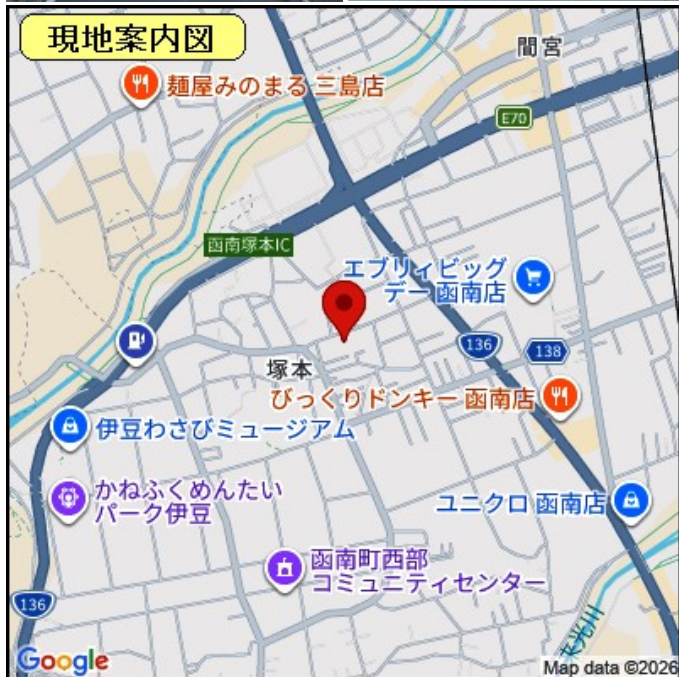 現地案内図
間宮
麺屋みのまる 三島店
E70
函南塚本IC
エブリィビッグ
デー 函南店
136
138
塚本
びっくりドンキー 函南店
伊豆わさびミュージアム
かねふくめんたい
パーク伊豆
ユニクロ 函南店
函南町西部
コミュニティセンター
136
来光川
Google
Map data ©2026